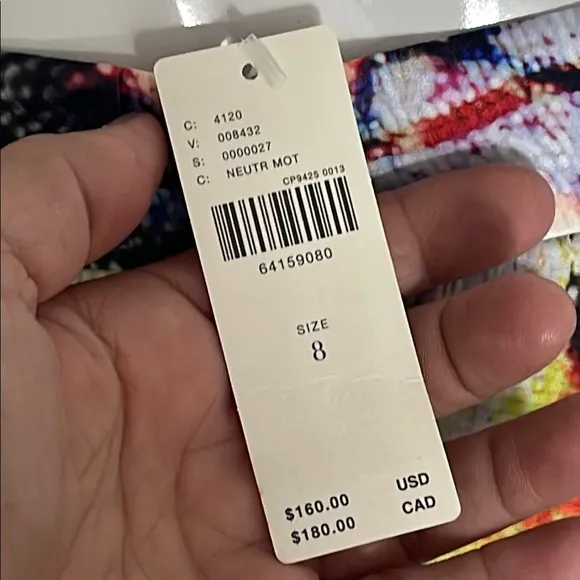 C: 4120
V: 008432
S: 0000027
C: NEUTR MOT
CP9425 0013
64159080
SIZE
8
$160.00 USD
$180.00 CAD